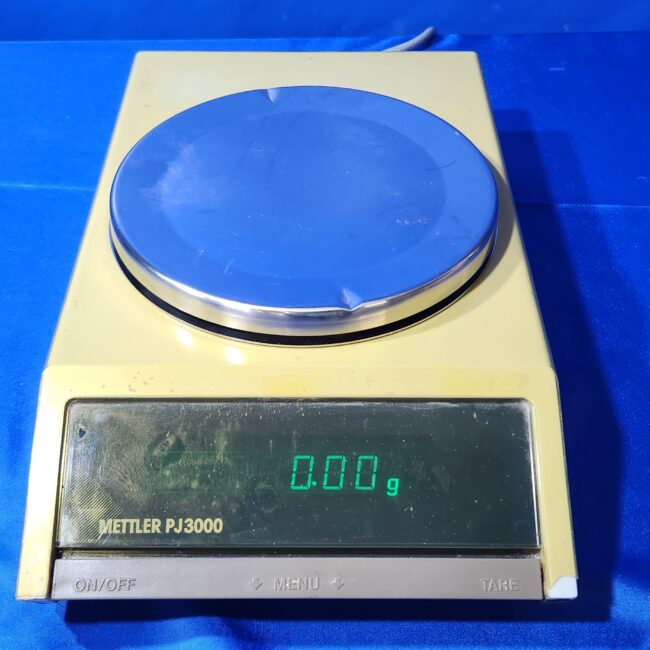 0.00 g
METTLER PJ3000
ON/OFF MENU TARE